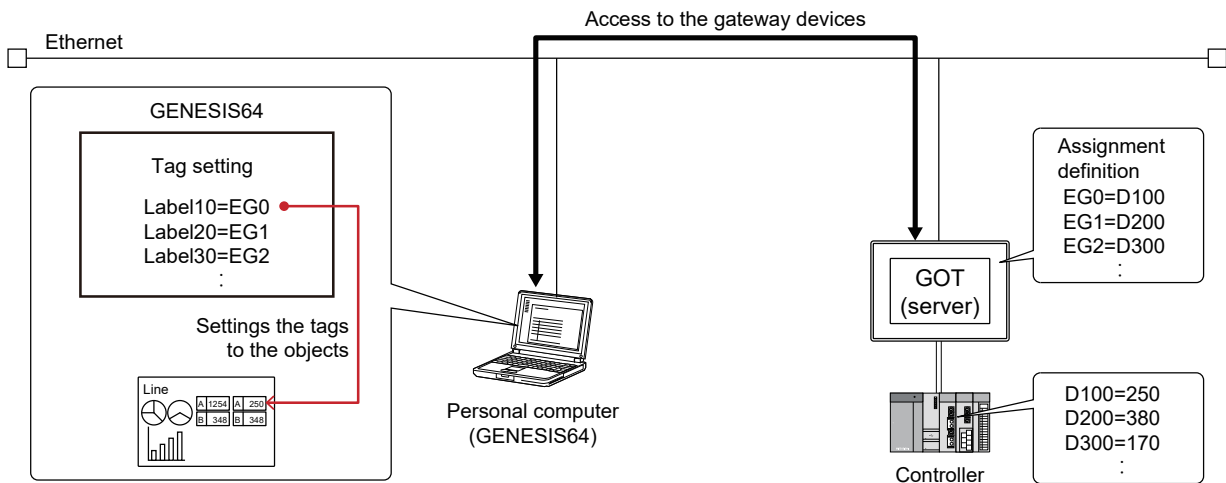 Access to the gateway devices
Ethernet
GENESIS64
Tag setting
Label10=EG0
Label20=EG1
Label30=EG2
:
Settings the tags
to the objects
Line
A 1254 A 250
B 348 B 348
Personal computer
(GENESIS64)
Assignment
definition
EG0=D100
EG1=D200
EG2=D300
:
GOT
(server)
D100=250
D200=380
D300=170
:
Controller